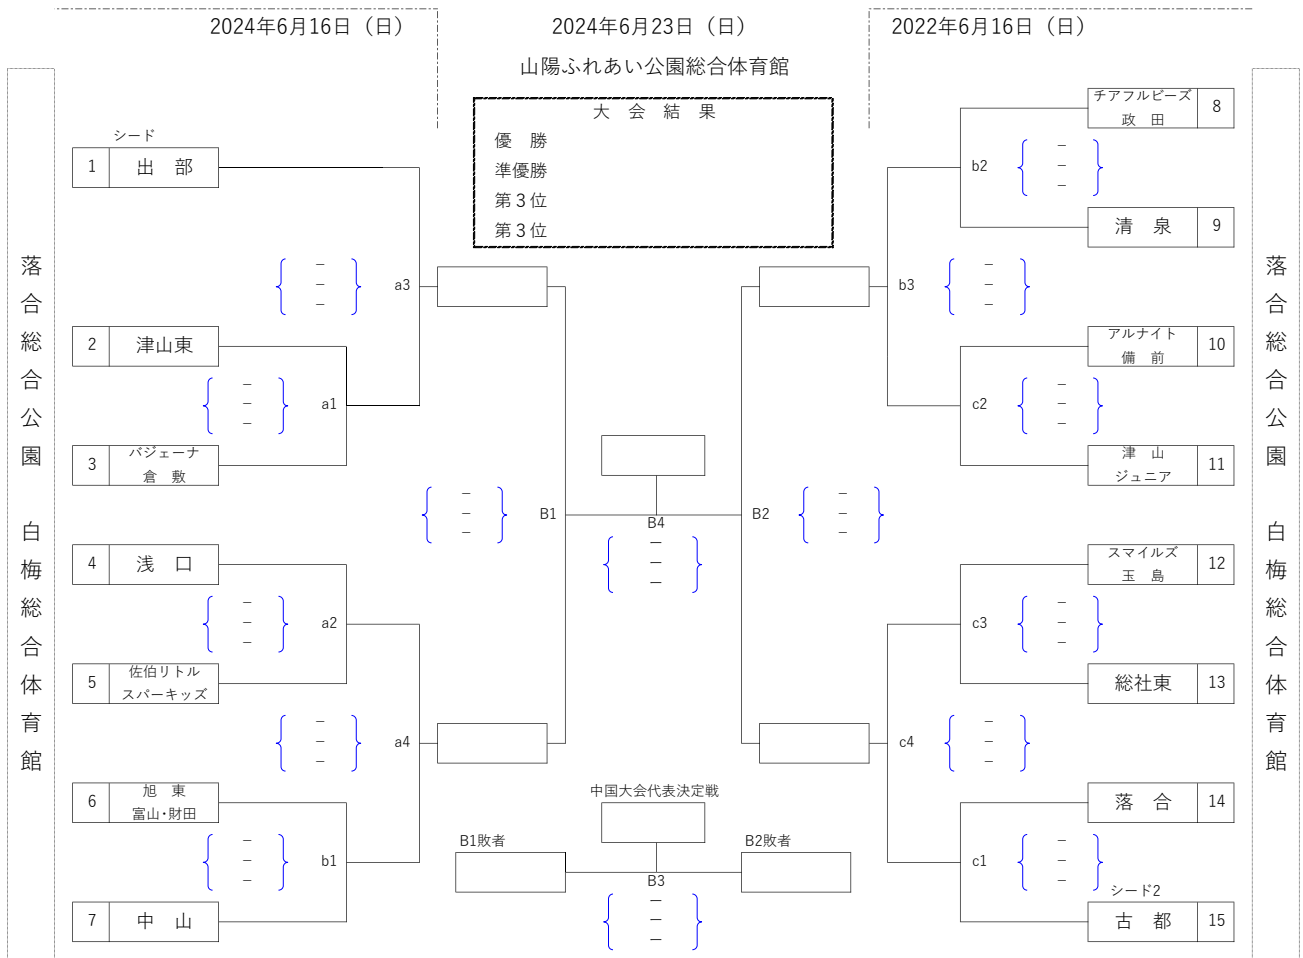 2024年6月16日（日）
2024年6月23日（日）
2022年6月16日（日）
山陽ふれあい公園総合体育館
大 会 結 果
優 勝
準優勝
第３位
第３位
落合総合公園 白梅総合体育館
シード
1 出 部
a3
－
－
－
2 津山東
a1
－
－
－
3 バジェーナ
倉 敷
B1
－
－
－
4 浅 口
a2
－
－
－
5 佐伯リトル
スパーキッズ
a4
－
－
－
6 旭 東
富山・財田
b1
－
－
－
7 中 山
B4
－
－
－
中国大会代表決定戦
B1敗者
B2敗者
B3
－
－
－
チアフルビーズ
政 田 8
b2
－
－
－
清 泉 9
b3
－
－
－
アルナイト
備 前 10
c2
－
－
－
津 山
ジュニア 11
B2
－
－
－
スマイルズ
玉 島 12
c3
－
－
－
総社東 13
c4
－
－
－
落 合 14
c1
－
－
－
シード2
古 都 15
落合総合公園 白梅総合体育館